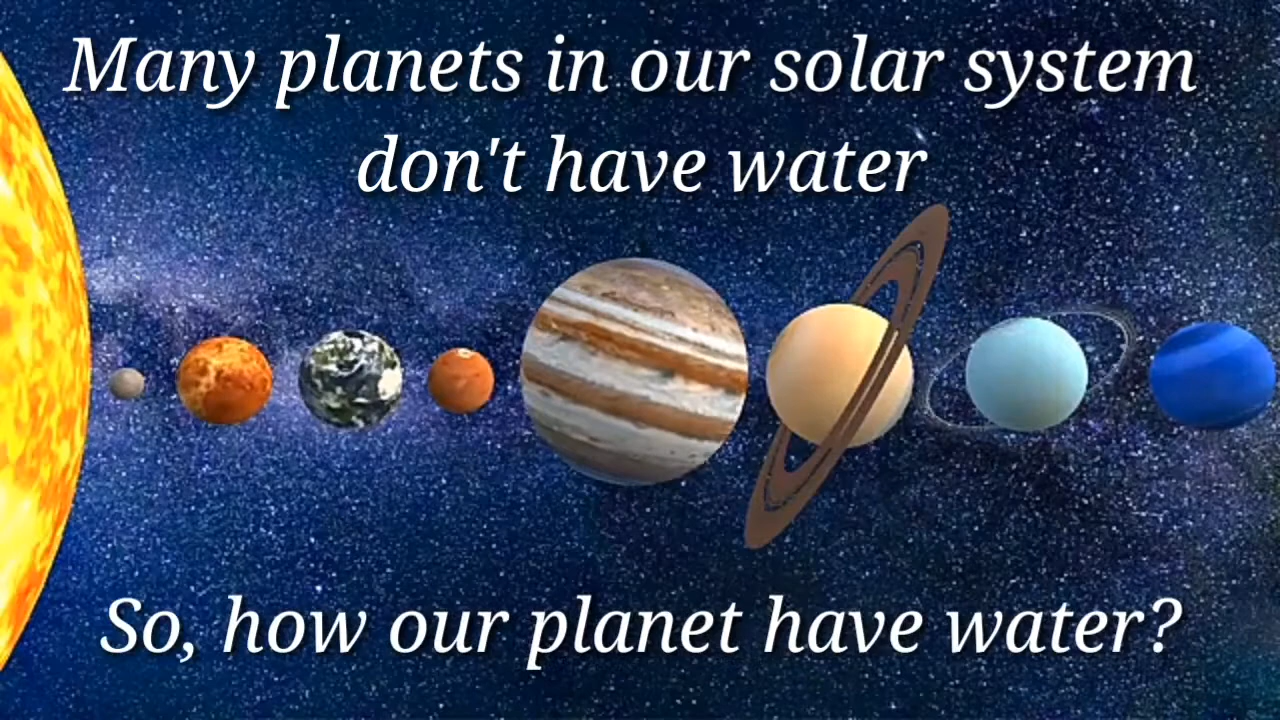 Many planets in our solar system
don't have water
So, how our planet have water?